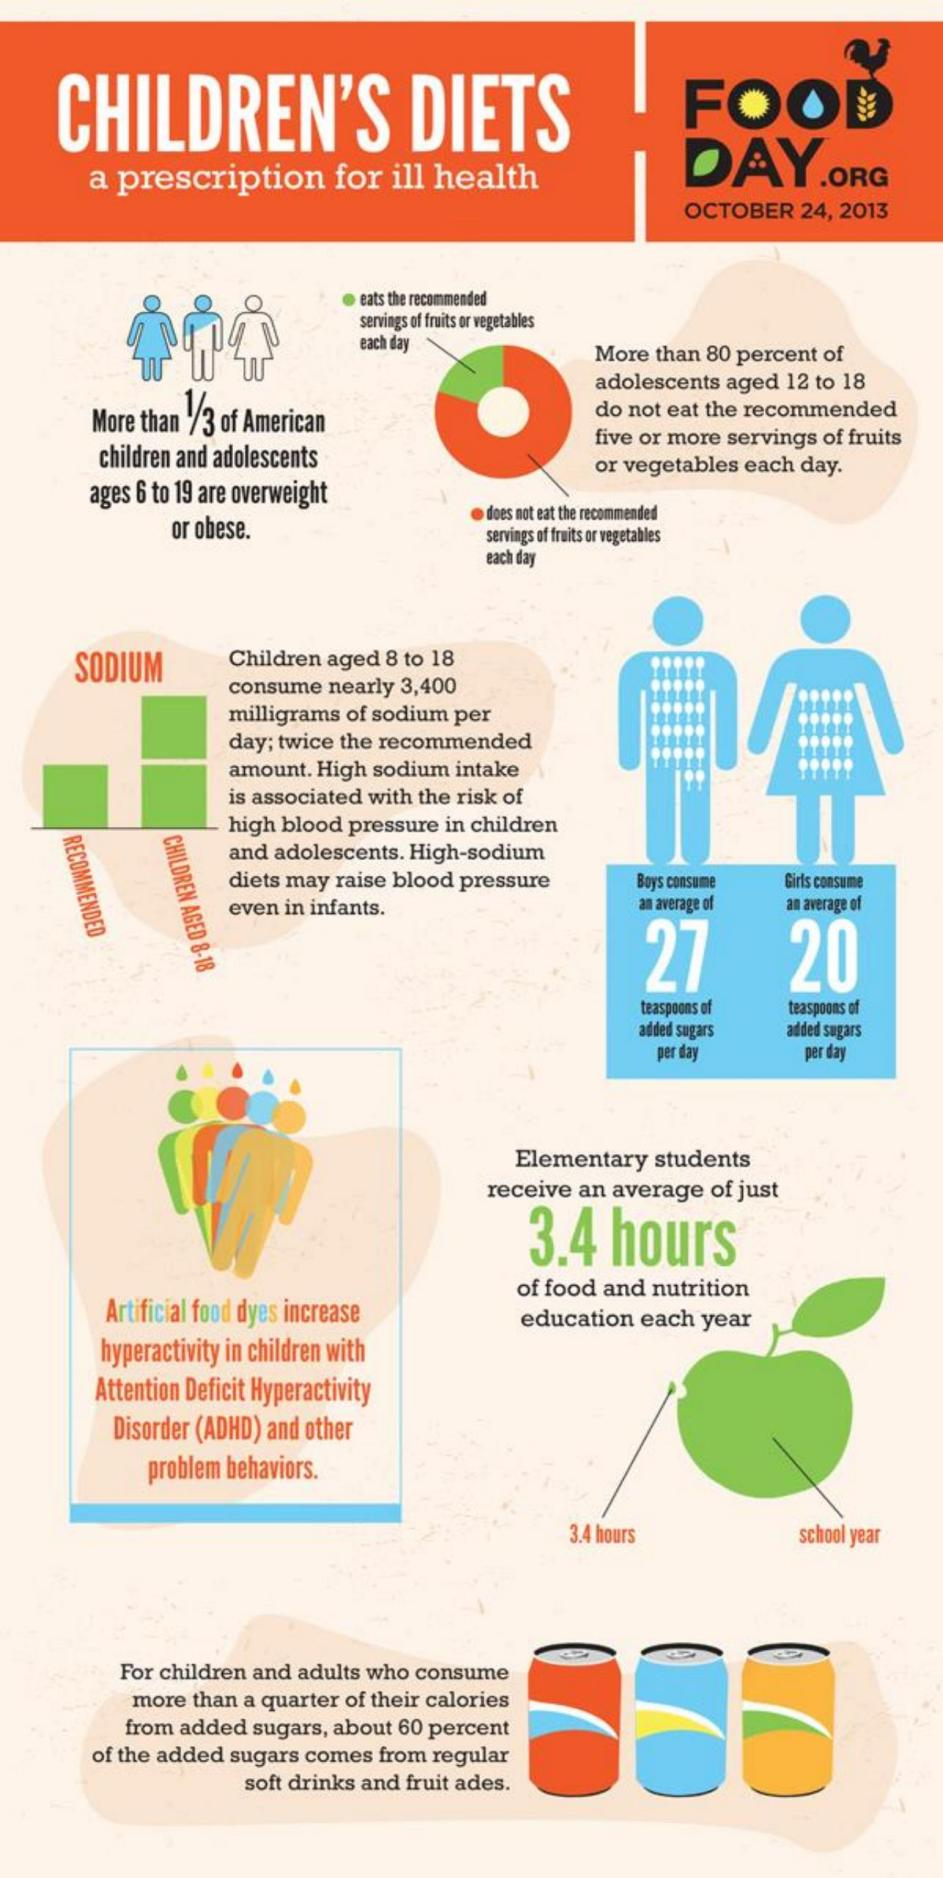 CHILDREN'S DIETS
a prescription for ill health
FOOD
DAY.ORG
OCTOBER 24, 2013
More than 1/3 of American
children and adolescents
ages 6 to 19 are overweight
or obese.
eats the recommended
servings of fruits or vegetables
each day
does not eat the recommended
servings of fruits or vegetables
each day
More than 80 percent of
adolescents aged 12 to 18
do not eat the recommended
five or more servings of fruits
or vegetables each day.
SODIUM
RECOMMENDED
CHILDREN AGED 8-18
Children aged 8 to 18
consume nearly 3,400
milligrams of sodium per
day; twice the recommended
amount. High sodium intake
is associated with the risk of
high blood pressure in children
and adolescents. High-sodium
diets may raise blood pressure
even in infants.
Boys consume
an average of
27
teaspoons of
added sugars
per day
Girls consume
an average of
20
teaspoons of
added sugars
per day
Artificial food dyes increase
hyperactivity in children with
Attention Deficit Hyperactivity
Disorder (ADHD) and other
problem behaviors.
Elementary students
receive an average of just
3.4 hours
of food and nutrition
education each year
3.4 hours
school year
For children and adults who consume
more than a quarter of their calories
from added sugars, about 60 percent
of the added sugars comes from regular
soft drinks and fruit ades.